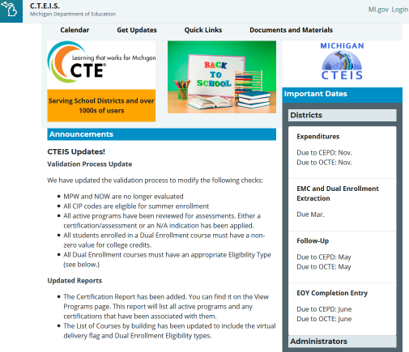 C.T.E.I.S.
Michigan Department of Education
MI.gov Login
Calendar Get Updates Quick Links Documents and Materials
Learning that works for Michigan
CTE
Serving School Districts and over
1000s of users
BACK
TO
SCHOOL
MICHIGAN
CTEIS
Announcements
CTEIS Updates!
Validation Process Update
We have updated the validation process to modify the following checks:
• MPW and NOW are no longer evaluated
• All CIP codes are eligible for summer enrollment
• All active programs have been reviewed for assessments. Either a
certification/assessment or an N/A indication has been applied.
• All students enrolled in a Dual Enrollment course must have a non-
zero value for college credits.
• All Dual Enrollment courses must have an appropriate Eligibility Type
(see below.)
Updated Reports
• The Certification Report has been added. You can find it on the View
Programs page. This report will list all active programs and any
certifications that have been associated with them.
• The List of Courses by building has been updated to include the virtual
delivery flag and Dual Enrollment Eligibility types.
Important Dates
Districts
Expenditures
Due to CEPD: Nov.
Due to OCTE: Nov.
EMC and Dual Enrollment
Extraction
Due Mar.
Follow-Up
Due to CEPD: May
Due to OCTE: May
EOY Completion Entry
Due to CEPD: June
Due to OCTE: June
Administrators